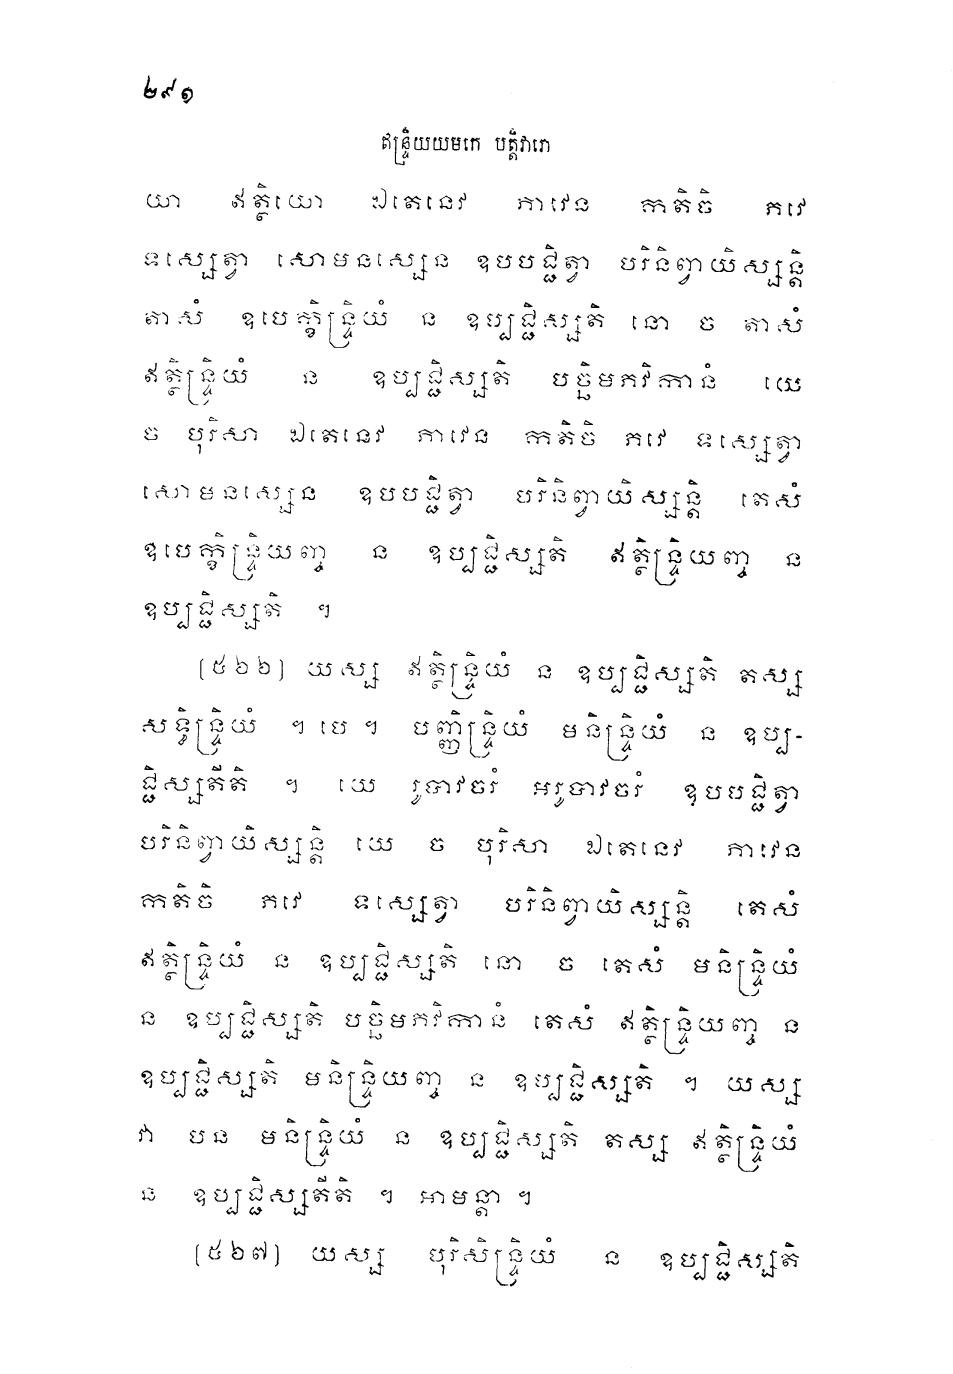 ២៩១
ឥន្ទ្រិយយមកេ បត្តិវារោ
យា ឥត្ថិយោ ឯតេនេវ ភាវេន កតិចិ ភវេ
ទស្សេត្វា សោមនស្សេន ឧបបជ្ជិត្វា បរិនិព្វាយិស្សន្តិ
តាសំ ឧបេក្ខិន្ទ្រិយំ ន ឧប្បជ្ជិស្សតិ នោ ច តាសំ
ឥត្ថិន្ទ្រិយំ ន ឧប្បជ្ជិស្សតិ បច្ឆិមភវិកានំ យេ
ច បុរិសា ឯតេនេវ ភាវេន កតិចិ ភវេ ទស្សេត្វា
សោមនស្សេន ឧបបជ្ជិត្វា បរិនិព្វាយិស្សន្តិ តេសំ
ឧបេក្ខិន្ទ្រិយញ្ច ន ឧប្បជ្ជិស្សតិ ឥត្ថិន្ទ្រិយញ្ច ន
ឧប្បជ្ជិស្សតិ ។
(៥៦៦) យស្ស ឥត្ថិន្ទ្រិយំ ន ឧប្បជ្ជិស្សតិ តស្ស
សទ្ធិន្ទ្រិយំ ។ បេ ។ បញ្ញិន្ទ្រិយំ មនិន្ទ្រិយំ ន ឧប្ប-
ជ្ជិស្សតីតិ ។ យេ រូបាវចរំ អរូបាវចរំ ឧបបជ្ជិត្វា
បរិនិព្វាយិស្សន្តិ យេ ច បុរិសា ឯតេនេវ ភាវេន
កតិចិ ភវេ ទស្សេត្វា បរិនិព្វាយិស្សន្តិ តេសំ
ឥត្ថិន្ទ្រិយំ ន ឧប្បជ្ជិស្សតិ នោ ច តេសំ មនិន្ទ្រិយំ
ន ឧប្បជ្ជិស្សតិ បច្ឆិមភវិកានំ តេសំ ឥត្ថិន្ទ្រិយញ្ច ន
ឧប្បជ្ជិស្សតិ មនិន្ទ្រិយញ្ច ន ឧប្បជ្ជិស្សតិ ។ យស្ស
វា បន មនិន្ទ្រិយំ ន ឧប្បជ្ជិស្សតិ តស្ស ឥត្ថិន្ទ្រិយំ
ន ឧប្បជ្ជិស្សតីតិ ។ អាមន្តា ។
(៥៦៧) យស្ស បុរិសិន្ទ្រិយំ ន ឧប្បជ្ជិស្សតិ